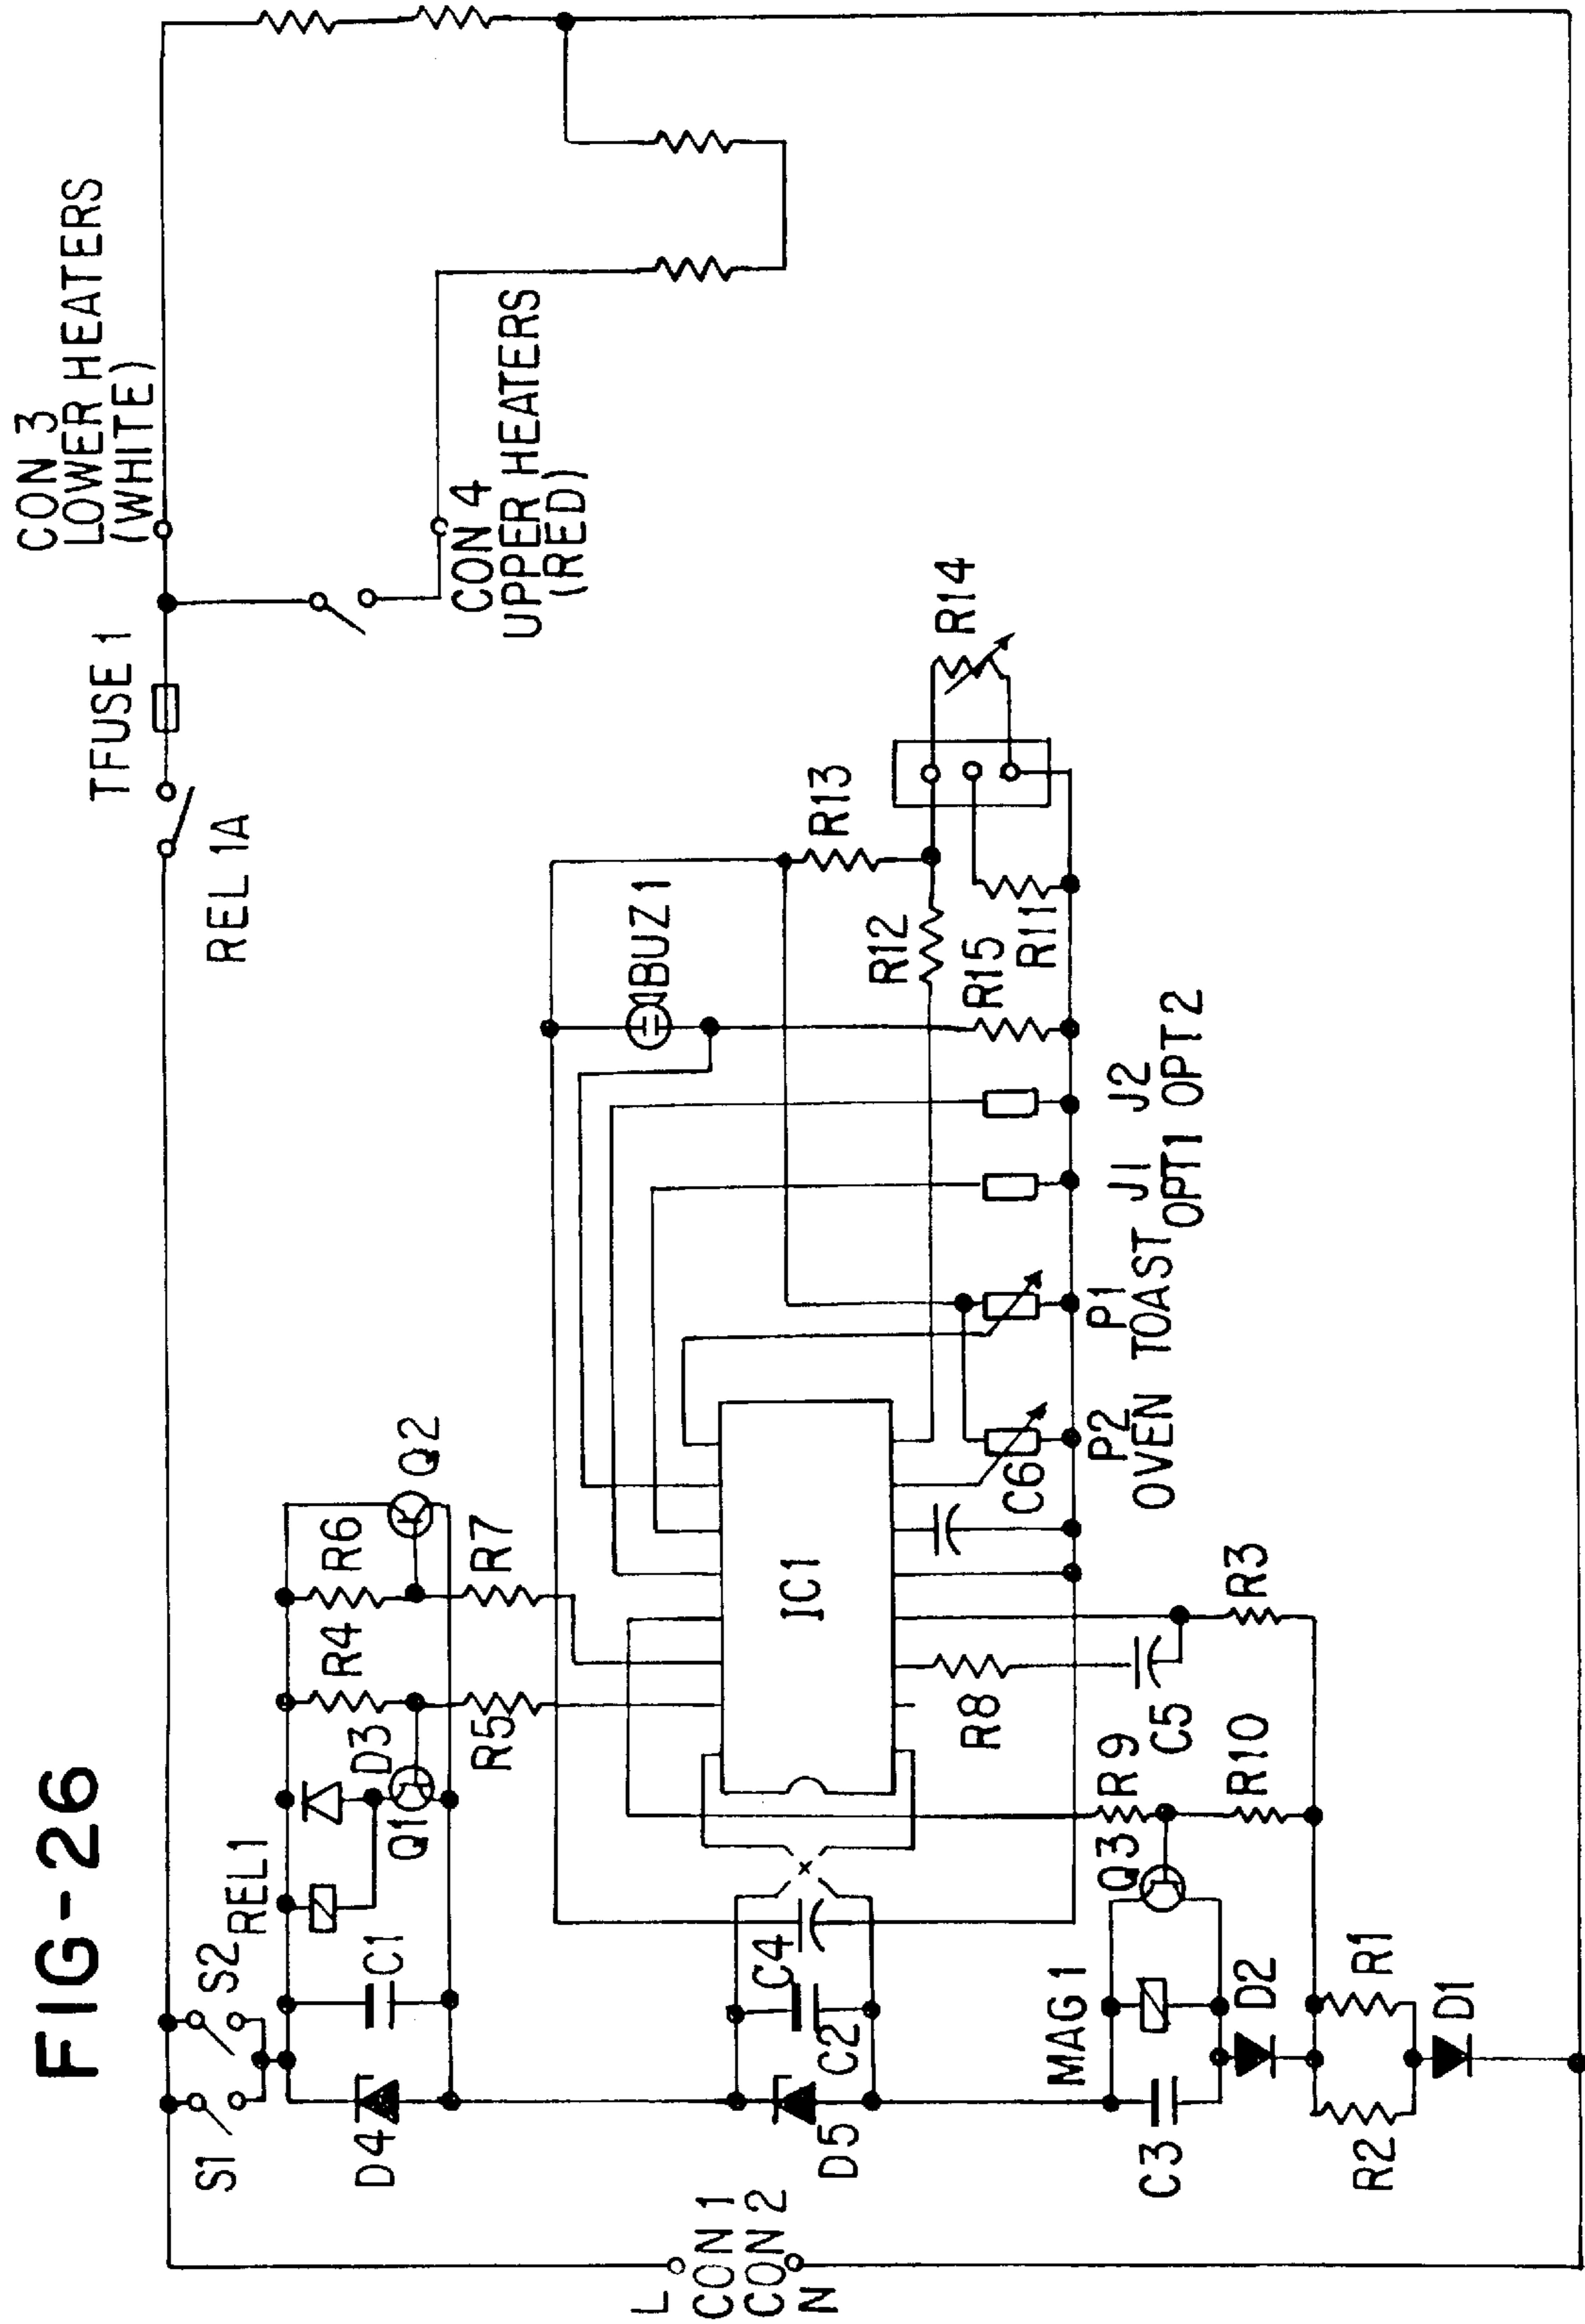 FIG-26
CON 3
LOWER HEATERS
(WHITE)
TFUSE 1
REL 1A
CON 4
UPPER HEATERS
(RED)
S1
S2
REL1
D4
C1
D3
Q1
R4
R5
R6
R7
Q2
L
CON 1
CON 2
N
D5
C2
C4
IC1
BUZ1
R13
R14
R12
R15
R11
C6
P2
OVEN
P1
TOAST
J1
OPT1
J2
OPT 2
MAG 1
C3
Q3
D2
R9
R10
R8
C5
R3
R2
R1
D1